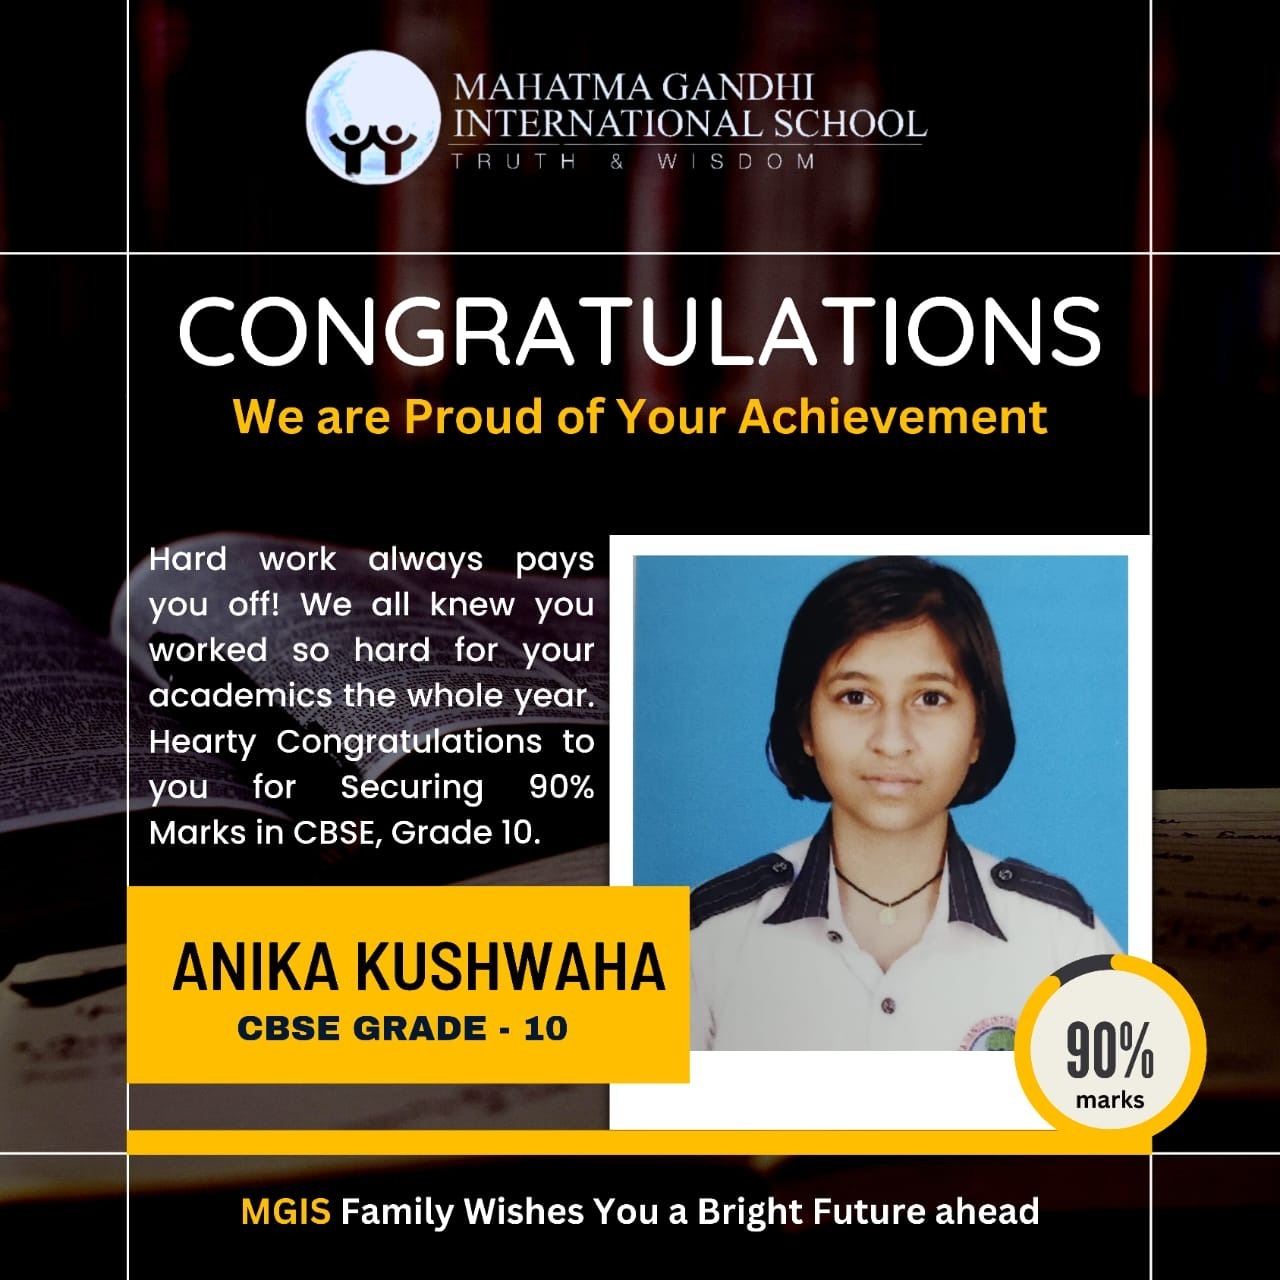 MAHATMA GANDHI
INTERNATIONAL SCHOOL
TRUTH & WISDOM
CONGRATULATIONS
We are Proud of Your Achievement
Hard work always pays
you off! We all knew you
worked so hard for your
academics the whole year.
Hearty Congratulations to
you for Securing 90%
Marks in CBSE, Grade 10.
ANIKA KUSHWAHA
CBSE GRADE - 10
90%
marks
MGIS Family Wishes You a Bright Future ahead